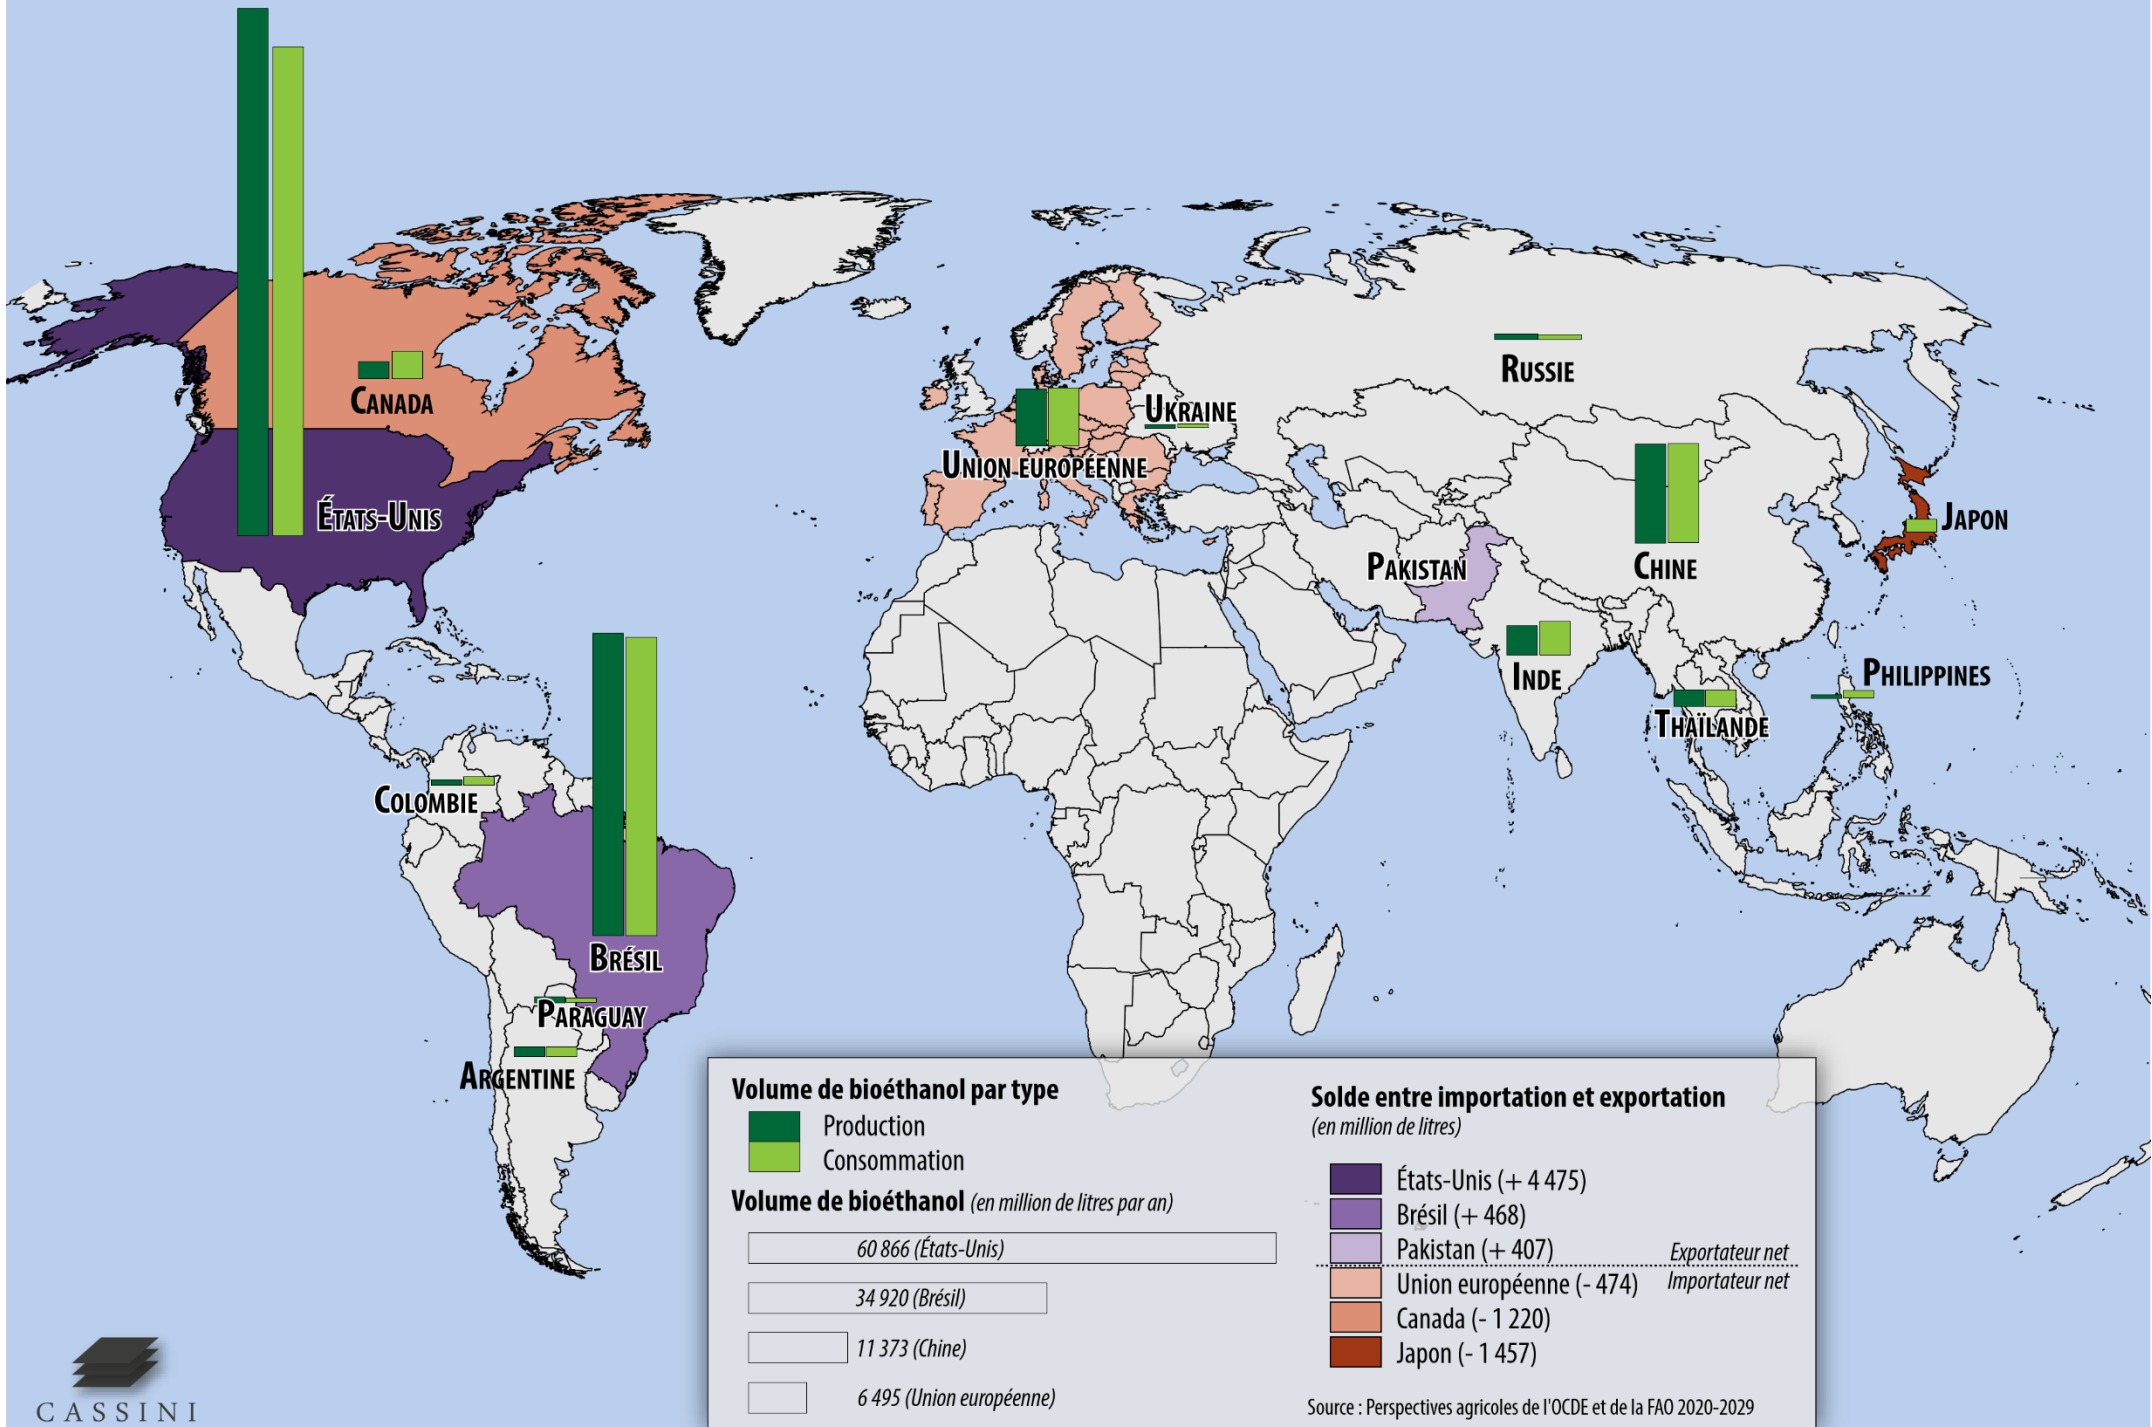 CANADA
ÉTATS-UNIS
UNION EUROPÉENNE
UKRAINE
RUSSIE
JAPON
CHINE
PAKISTAN
INDE
THAÏLANDE
PHILIPPINES
COLOMBIE
BRÉSIL
PARAGUAY
ARGENTINE
Volume de bioéthanol par type
Production
Consommation
Volume de bioéthanol (en million de litres par an)
60 866 (États-Unis)
34 920 (Brésil)
11 373 (Chine)
6 495 (Union européenne)
Solde entre importation et exportation
(en million de litres)
États-Unis (+ 4 475)
Brésil (+ 468)
Pakistan (+ 407)
Exportateur net
Importateur net
Union européenne (- 474)
Canada (- 1 220)
Japon (- 1 457)
Source : Perspectives agricoles de l'OCDE et de la FAO 2020-2029
CASSINI